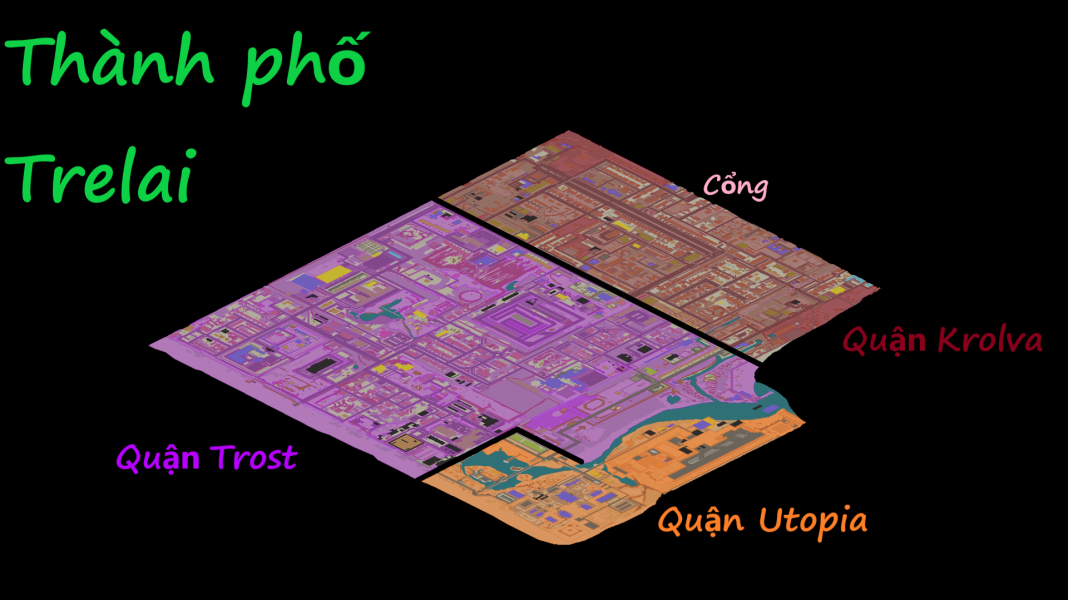 Thành phố
Trelai
Cổng
Quận Krolva
Quận Trost
Quận Utopia